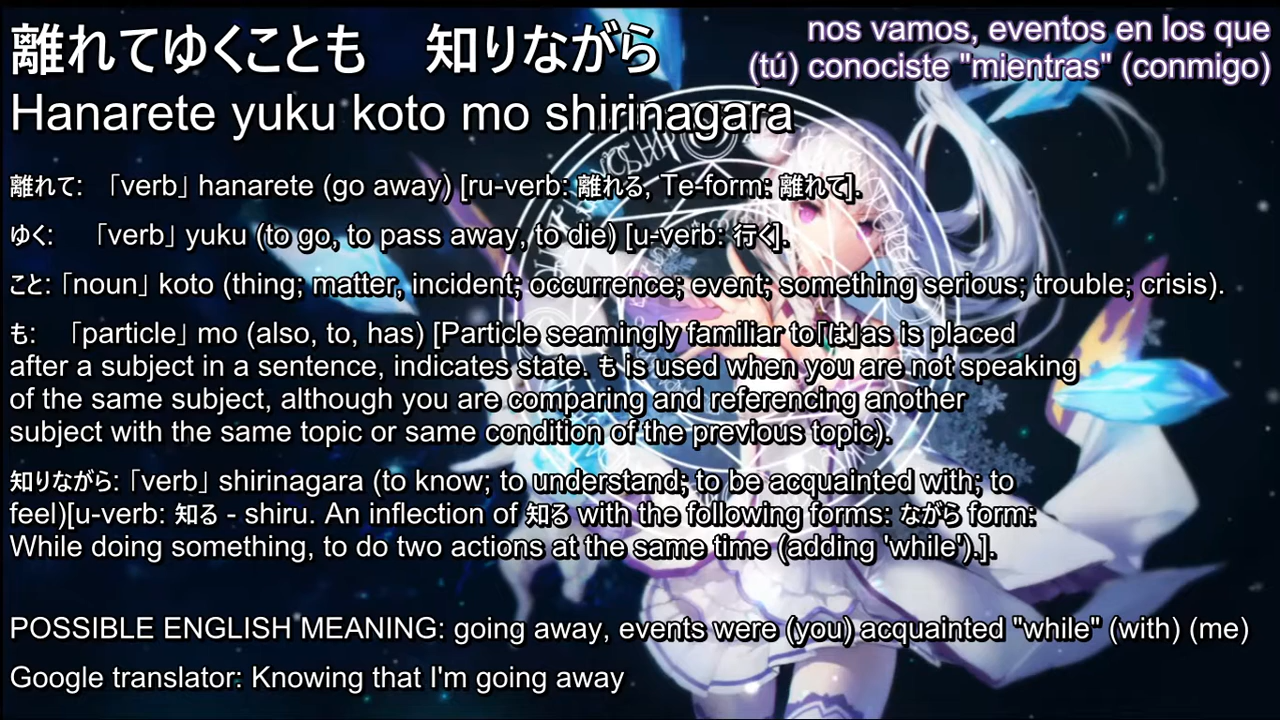 離れてゆくことも　知りながら
nos vamos, eventos en los que
(tú) conociste "mientras" (conmigo)
Hanarete yuku koto mo shirinagara
離れて: 「verb」 hanarete (go away) [ru-verb: 離れる, Te-form: 離れて].
ゆく: 「verb」 yuku (to go, to pass away, to die) [u-verb: 行く].
こと: 「noun」 koto (thing; matter, incident; occurrence; event; something serious; trouble; crisis).
も: 「particle」 mo (also, to, has) [Particle seamingly familiar to「は」as is placed
after a subject in a sentence, indicates state. も is used when you are not speaking
of the same subject, although you are comparing and referencing another
subject with the same topic or same condition of the previous topic).
知りながら: 「verb」 shirinagara (to know; to understand; to be acquainted with; to
feel)[u-verb: 知る - shiru. An inflection of 知る with the following forms: ながら form:
While doing something, to do two actions at the same time (adding 'while').].
POSSIBLE ENGLISH MEANING: going away, events were (you) acquainted "while" (with) (me)
Google translator: Knowing that I'm going away